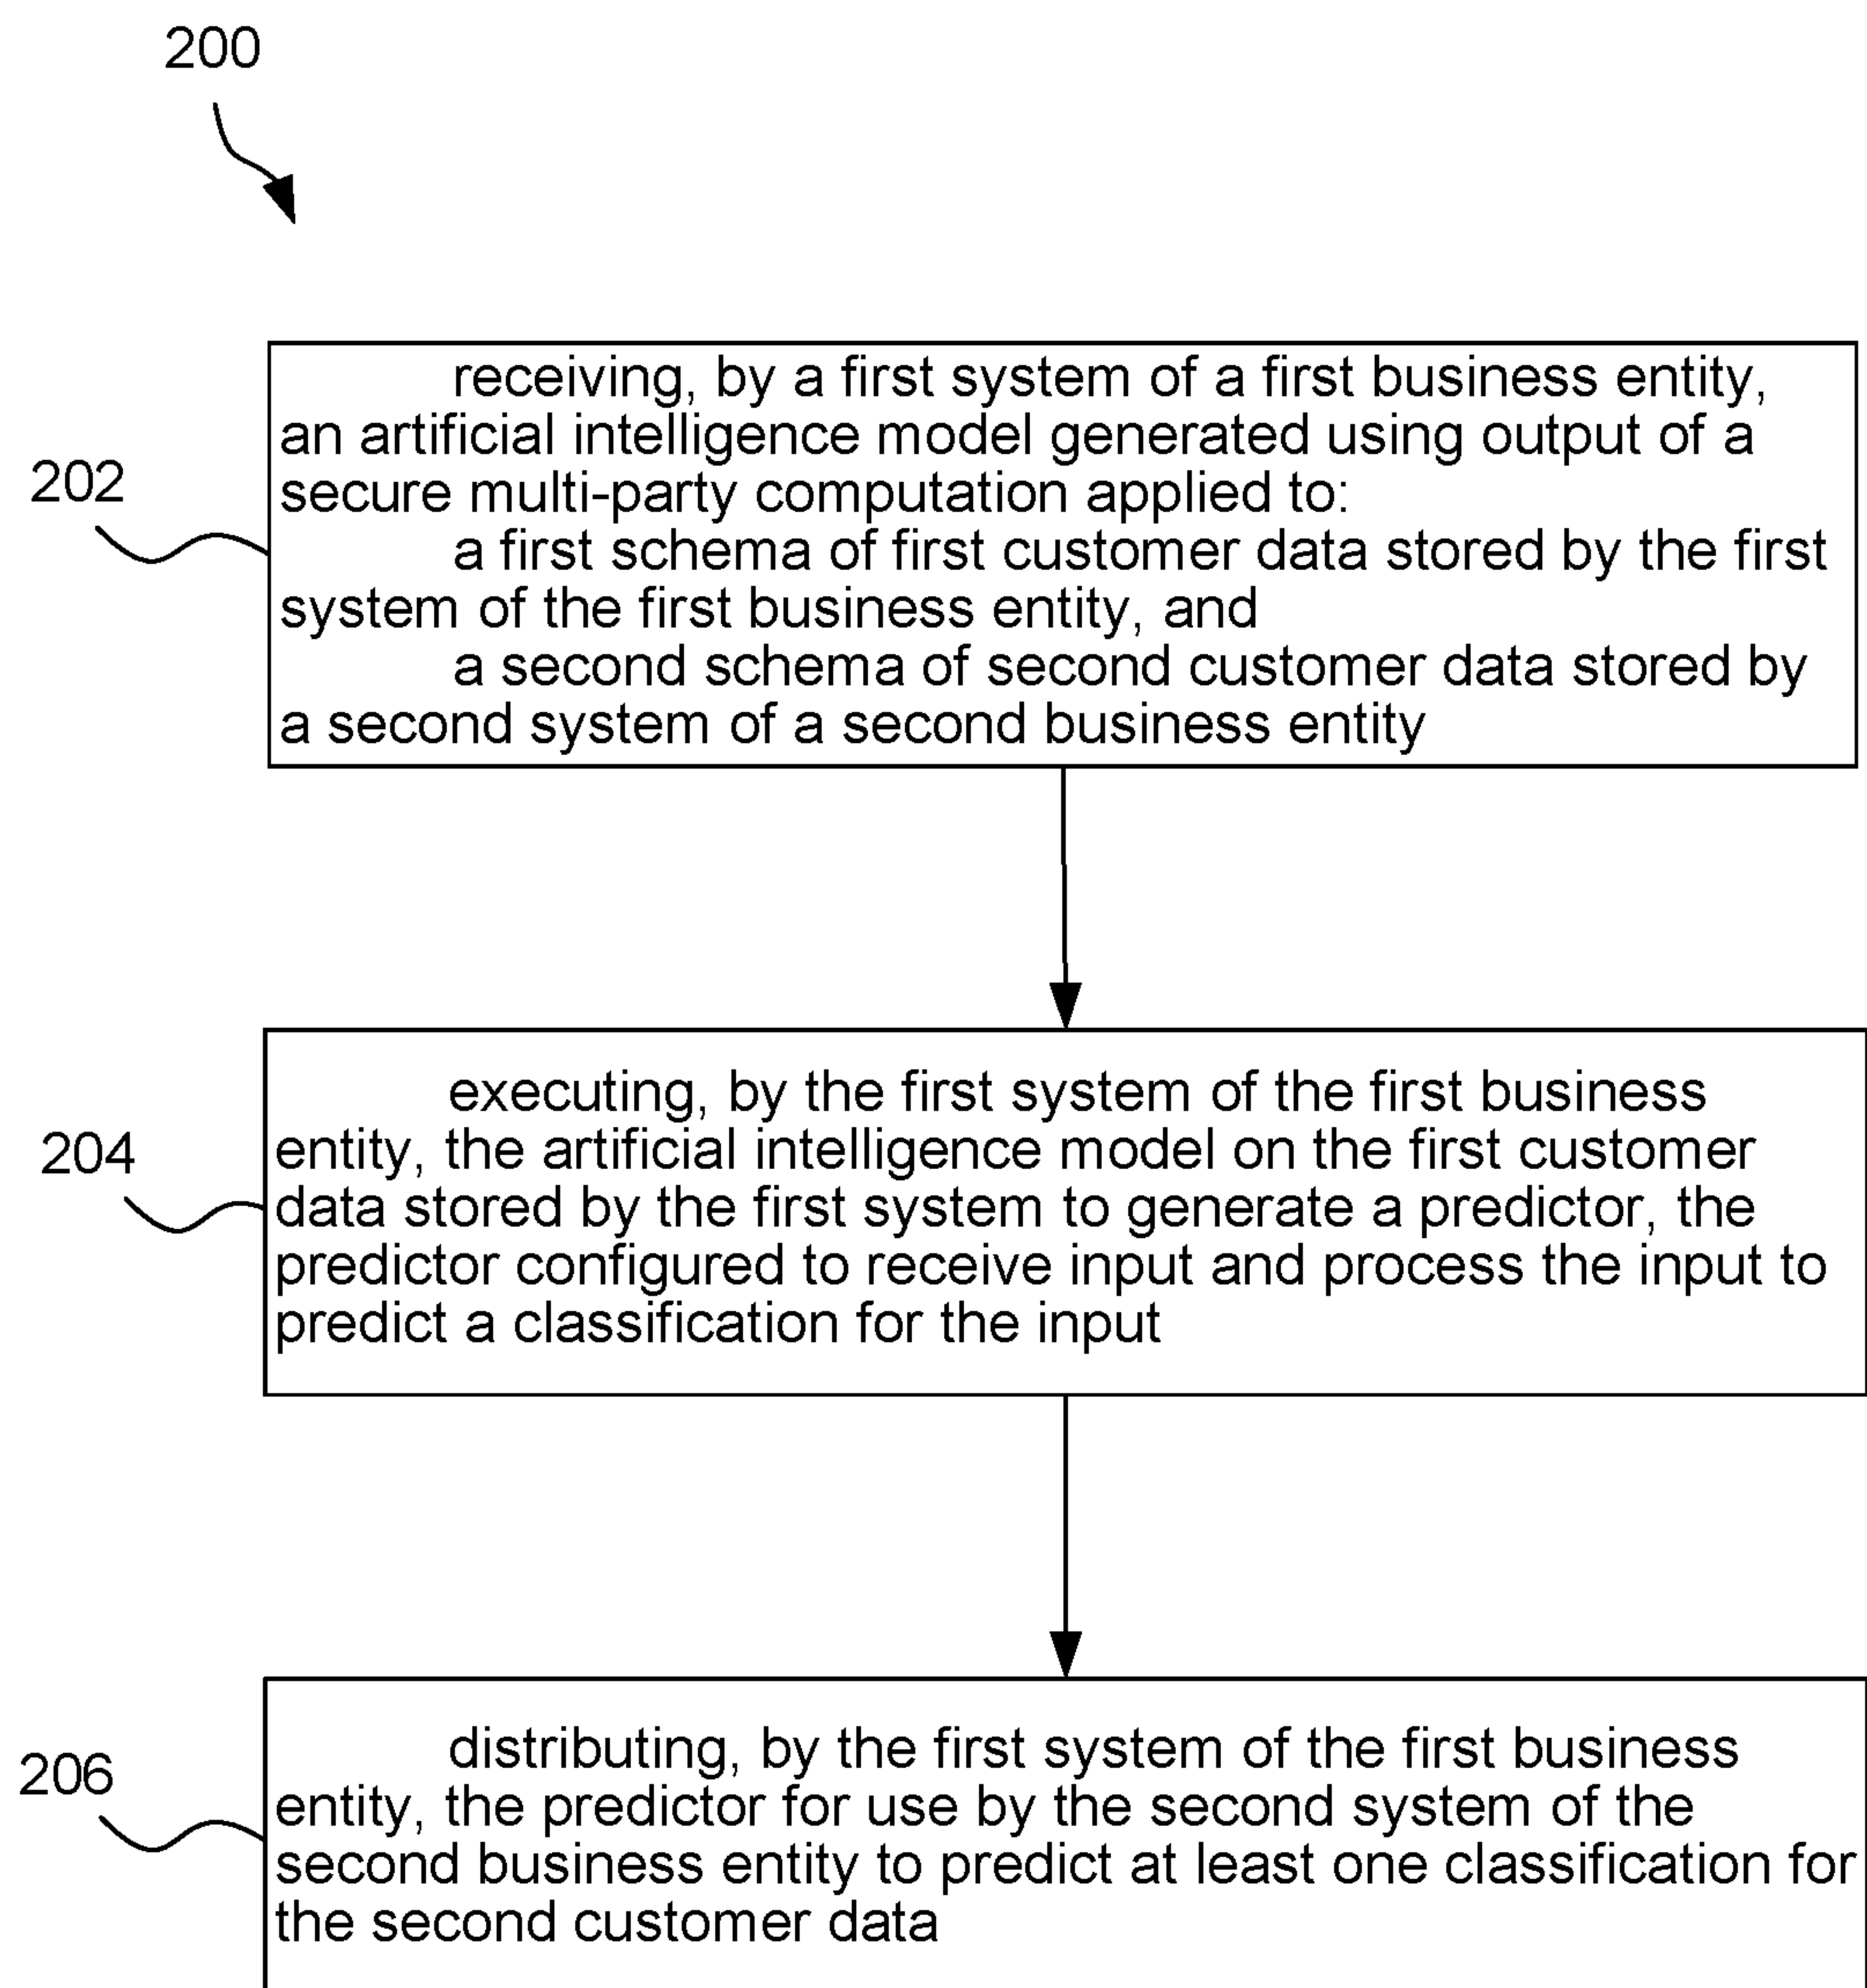 200
202
receiving, by a first system of a first business entity,
an artificial intelligence model generated using output of a
secure multi-party computation applied to:
a first schema of first customer data stored by the first
system of the first business entity, and
a second schema of second customer data stored by
a second system of a second business entity
204
executing, by the first system of the first business
entity, the artificial intelligence model on the first customer
data stored by the first system to generate a predictor, the
predictor configured to receive input and process the input to
predict a classification for the input
206
distributing, by the first system of the first business
entity, the predictor for use by the second system of the
second business entity to predict at least one classification for
the second customer data